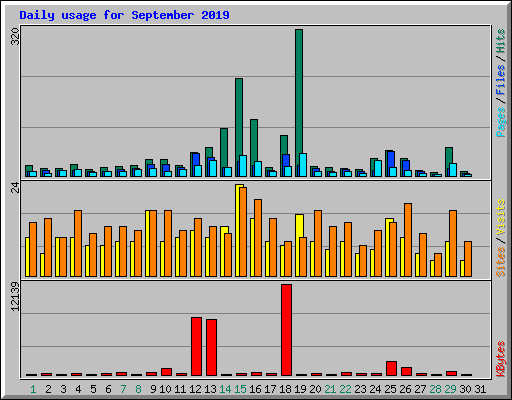 Daily usage for September 2019
320
Pages / Files / Hits
24
Sites / Visits
12139
KBytes
1 2 3 4 5 6 7 8 9 10 11 12 13 14 15 16 17 18 19 20 21 22 23 24 25 26 27 28 29 30 31